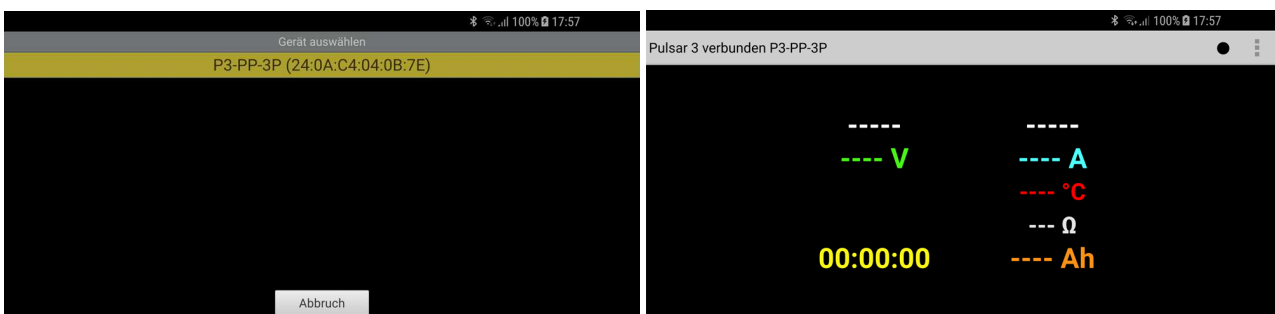 100% 17:57
Gerät auswählen
P3-PP-3P (24:0A:C4:04:0B:7E)
Abbruch
100% 17:57
Pulsar 3 verbunden P3-PP-3P
----- -----
---- V ---- A
---- °C
--- Ω
00:00:00 ---- Ah